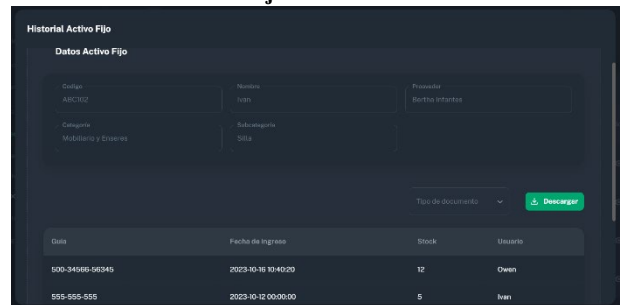 Historial Activo Fijo
Datos Activo Fijo
Codigo Nombre Proveedor
ABC102 Ivan Bertha Infantes
Categoria Subcategoria
Mobiliario y Enseres Silla
Tipo de documento Descargar
Guia Fecha de Ingreso Stock Usuario
500-34566-56345 2023-10-16 10:40:20 12 Owen
555-555-555 2023-10-12 00:00:00 5 Ivan